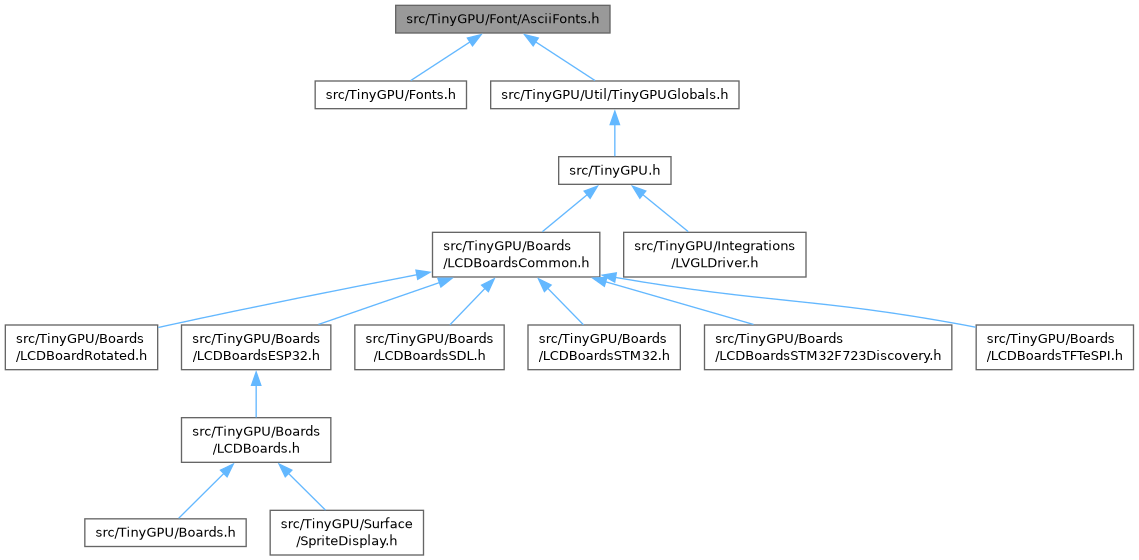 src/TinyGPU/Font/AsciiFonts.h
src/TinyGPU/Fonts.h
src/TinyGPU/Util/TinyGPUGlobals.h
src/TinyGPU.h
src/TinyGPU/Boards
/LCDBoardsCommon.h
src/TinyGPU/Integrations
/LVGLDriver.h
src/TinyGPU/Boards
/LCDBoardRotated.h
src/TinyGPU/Boards
/LCDBoardsESP32.h
src/TinyGPU/Boards
/LCDBoardsSDL.h
src/TinyGPU/Boards
/LCDBoardsSTM32.h
src/TinyGPU/Boards
/LCDBoardsSTM32F723Discovery.h
src/TinyGPU/Boards
/LCDBoardsTFTeSPI.h
src/TinyGPU/Boards
/LCDBoards.h
src/TinyGPU/Boards.h
src/TinyGPU/Surface
/SpriteDisplay.h